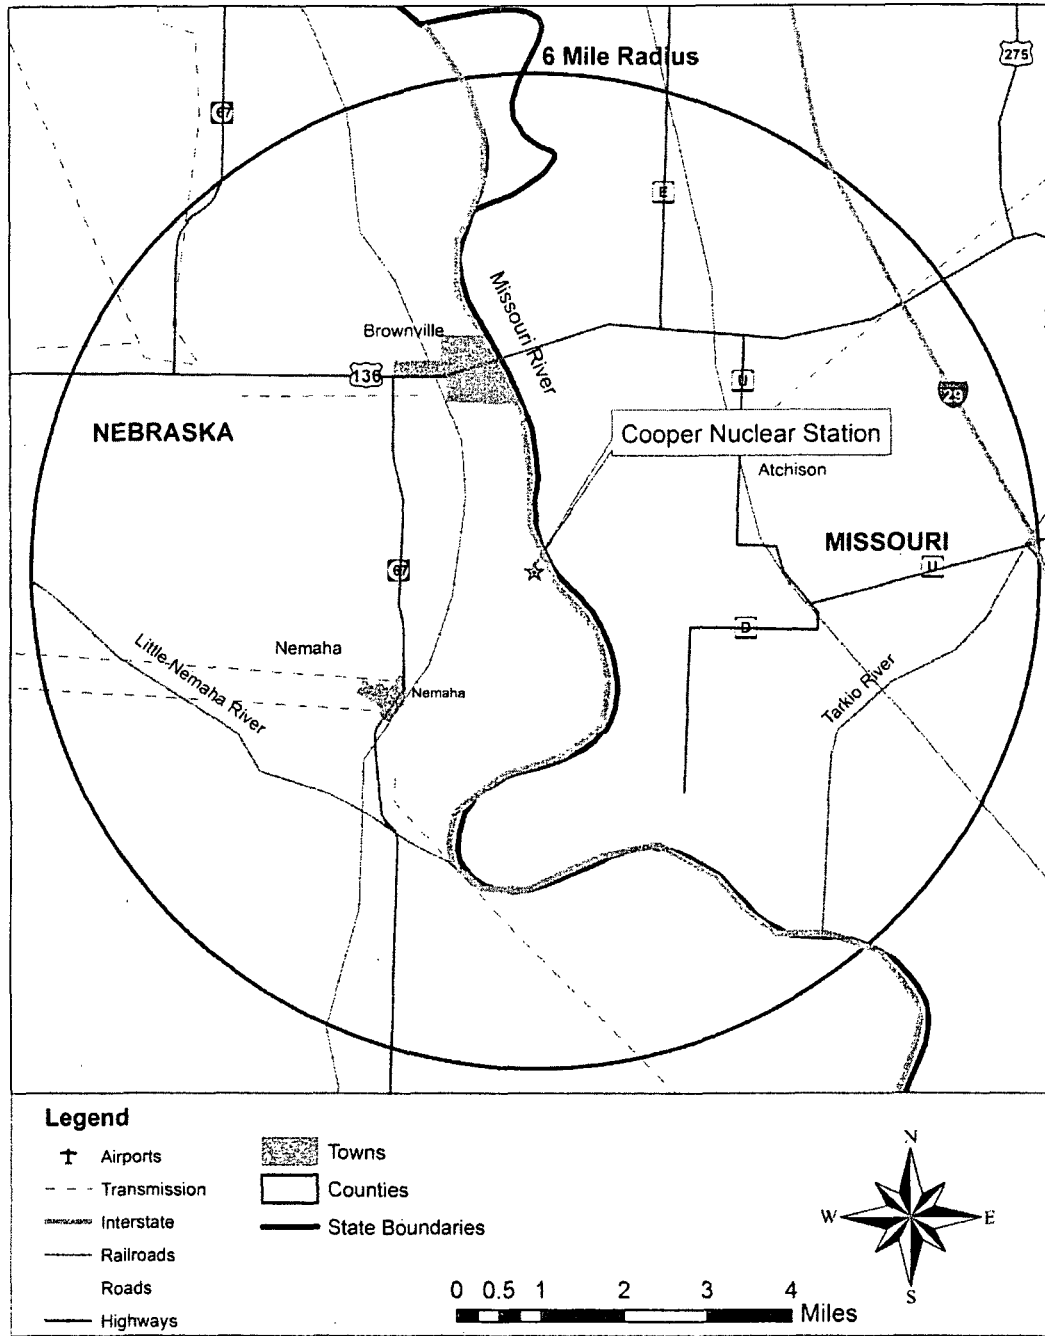 6 Mile Radius
275
67
E
Missouri River
Brownville
136
U
29
NEBRASKA
Cooper Nuclear Station
Atchison
MISSOURI
67
U
D
Nemaha
Little Nemaha River
Nemaha
Tarkio River
Legend
Airports
Transmission
Interstate
Railroads
Roads
Highways
Towns
Counties
State Boundaries
N
W
E
S
0 0.5 1 2 3 4
Miles